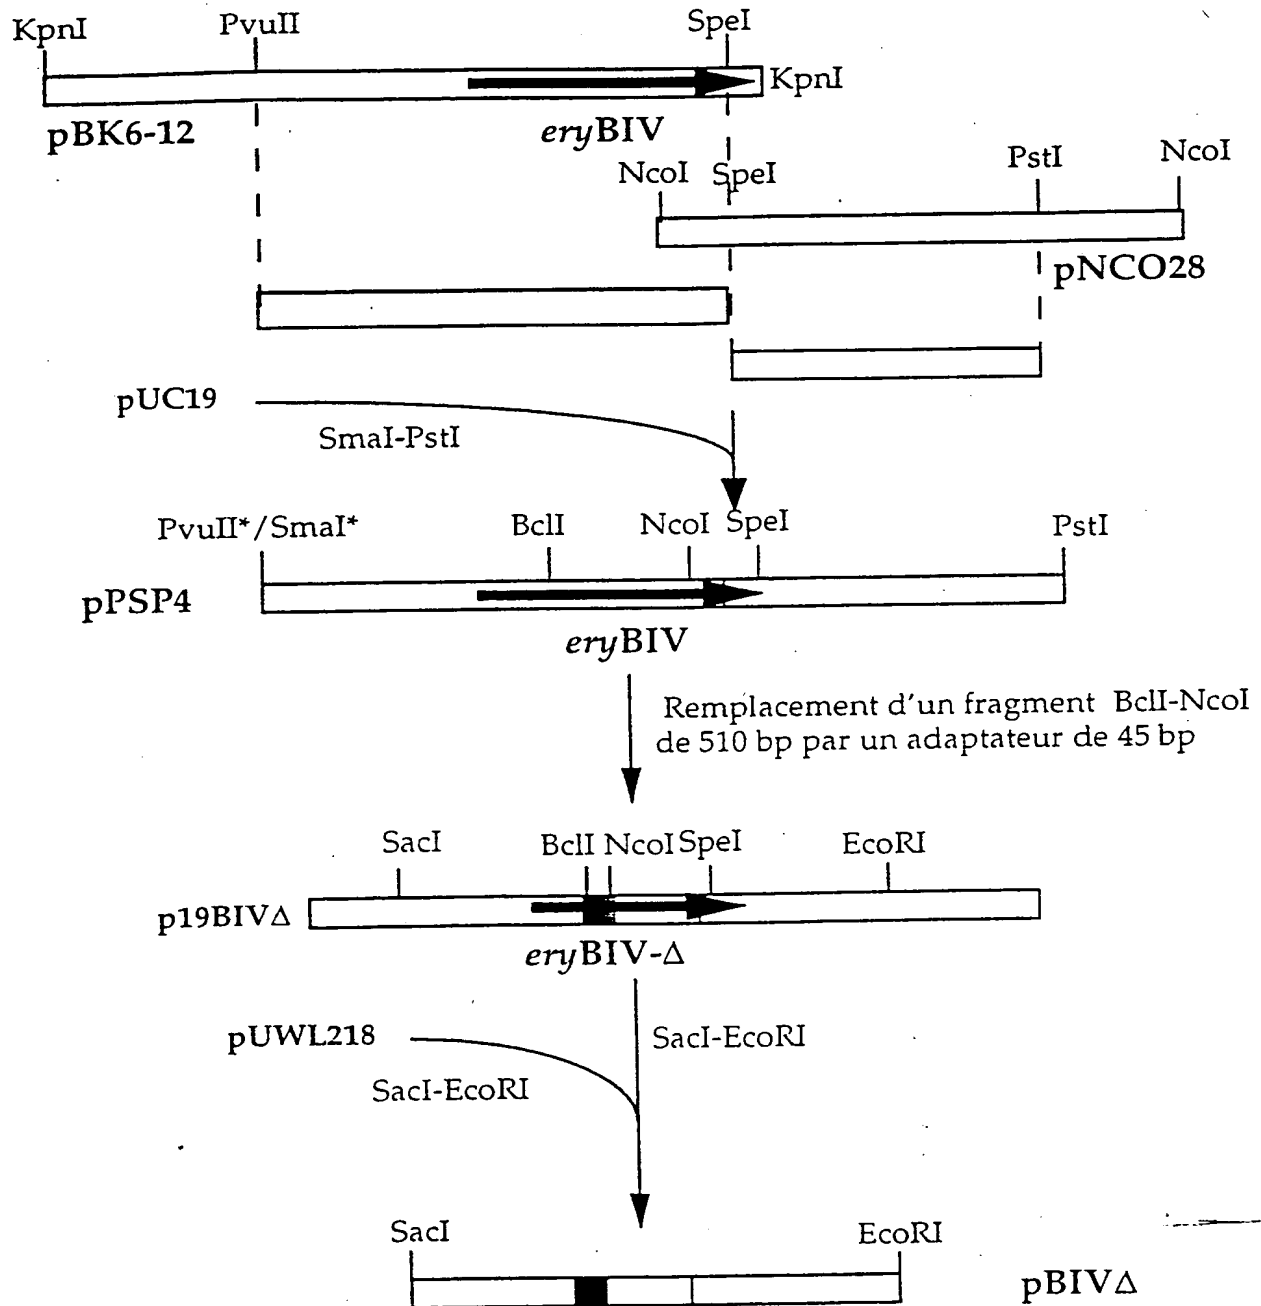 KpnI PvuII SpeI
KpnI
pBK6-12 eryBIV
NcoI SpeI PstI NcoI
pNCO28
pUC19
SmaI-PstI
PvuII*/SmaI* BclI NcoI SpeI PstI
pPSP4
eryBIV
Remplacement d'un fragment BclI-NcoI
de 510 bp par un adaptateur de 45 bp
SacI BclI NcoI SpeI EcoRI
p19BIVΔ
eryBIV-Δ
pUWL218 SacI-EcoRI
SacI-EcoRI
SacI EcoRI
pBIVΔ